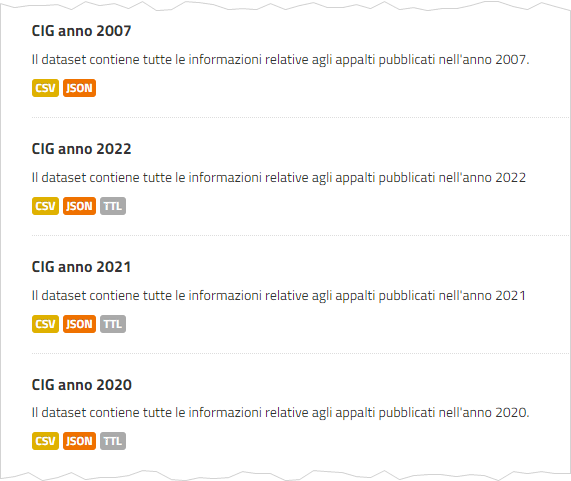 CIG anno 2007
Il dataset contiene tutte le informazioni relative agli appalti pubblicati nell'anno 2007.
CSV JSON
CIG anno 2022
Il dataset contiene tutte le informazioni relative agli appalti pubblicati nell'anno 2022
CSV JSON TTL
CIG anno 2021
Il dataset contiene tutte le informazioni relative agli appalti pubblicati nell'anno 2021
CSV JSON TTL
CIG anno 2020
Il dataset contiene tutte le informazioni relative agli appalti pubblicati nell'anno 2020.
CSV JSON TTL